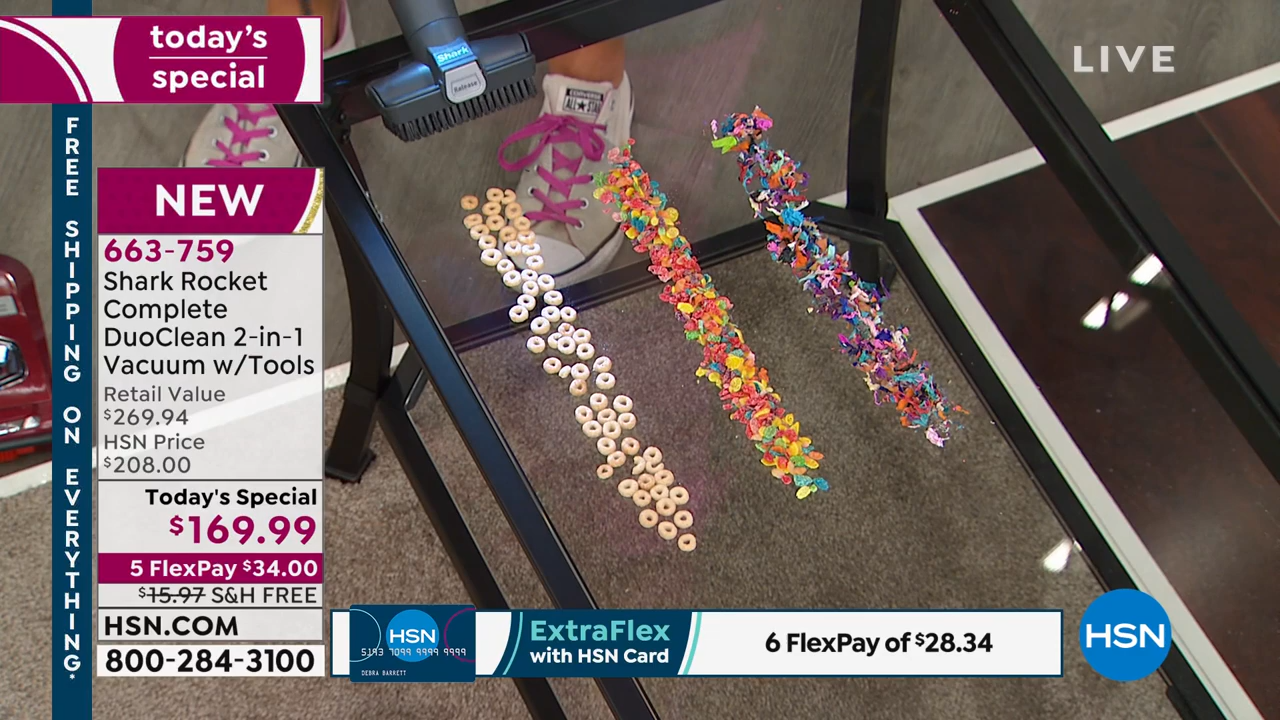 today's
special
LIVE
FREE SHIPPING ON EVERYTHING*
NEW
663-759
Shark Rocket
Complete
DuoClean 2-in-1
Vacuum w/Tools
Retail Value
$269.94
HSN Price
$208.00
Today's Special
$169.99
5 FlexPay $34.00
$15.97 S&H FREE
HSN.COM
800-284-3100
Shark
Release
CONVERSE
ALL★STAR
HSN
5193 7099 9999 9999
DEBRA BARRETT
ExtraFlex
with HSN Card
6 FlexPay of $28.34
HSN